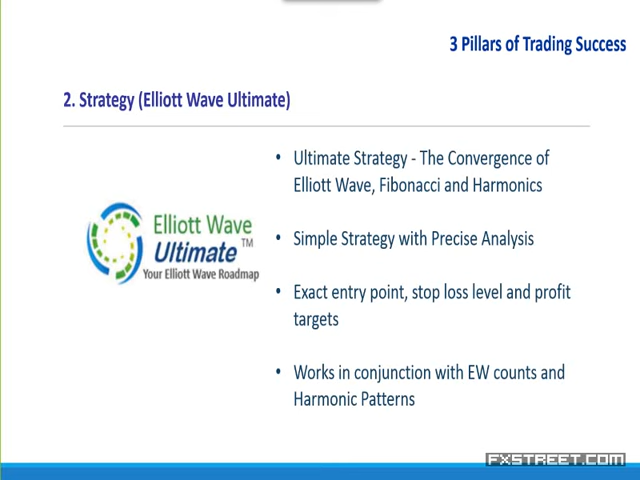 3 Pillars of Trading Success
2. Strategy (Elliott Wave Ultimate)
• Ultimate Strategy - The Convergence of
Elliott Wave, Fibonacci and Harmonics
• Simple Strategy with Precise Analysis
• Exact entry point, stop loss level and profit
targets
• Works in conjunction with EW counts and
Harmonic Patterns
Elliott Wave
Ultimate™
Your Elliott Wave Roadmap
FXSTREET.COM